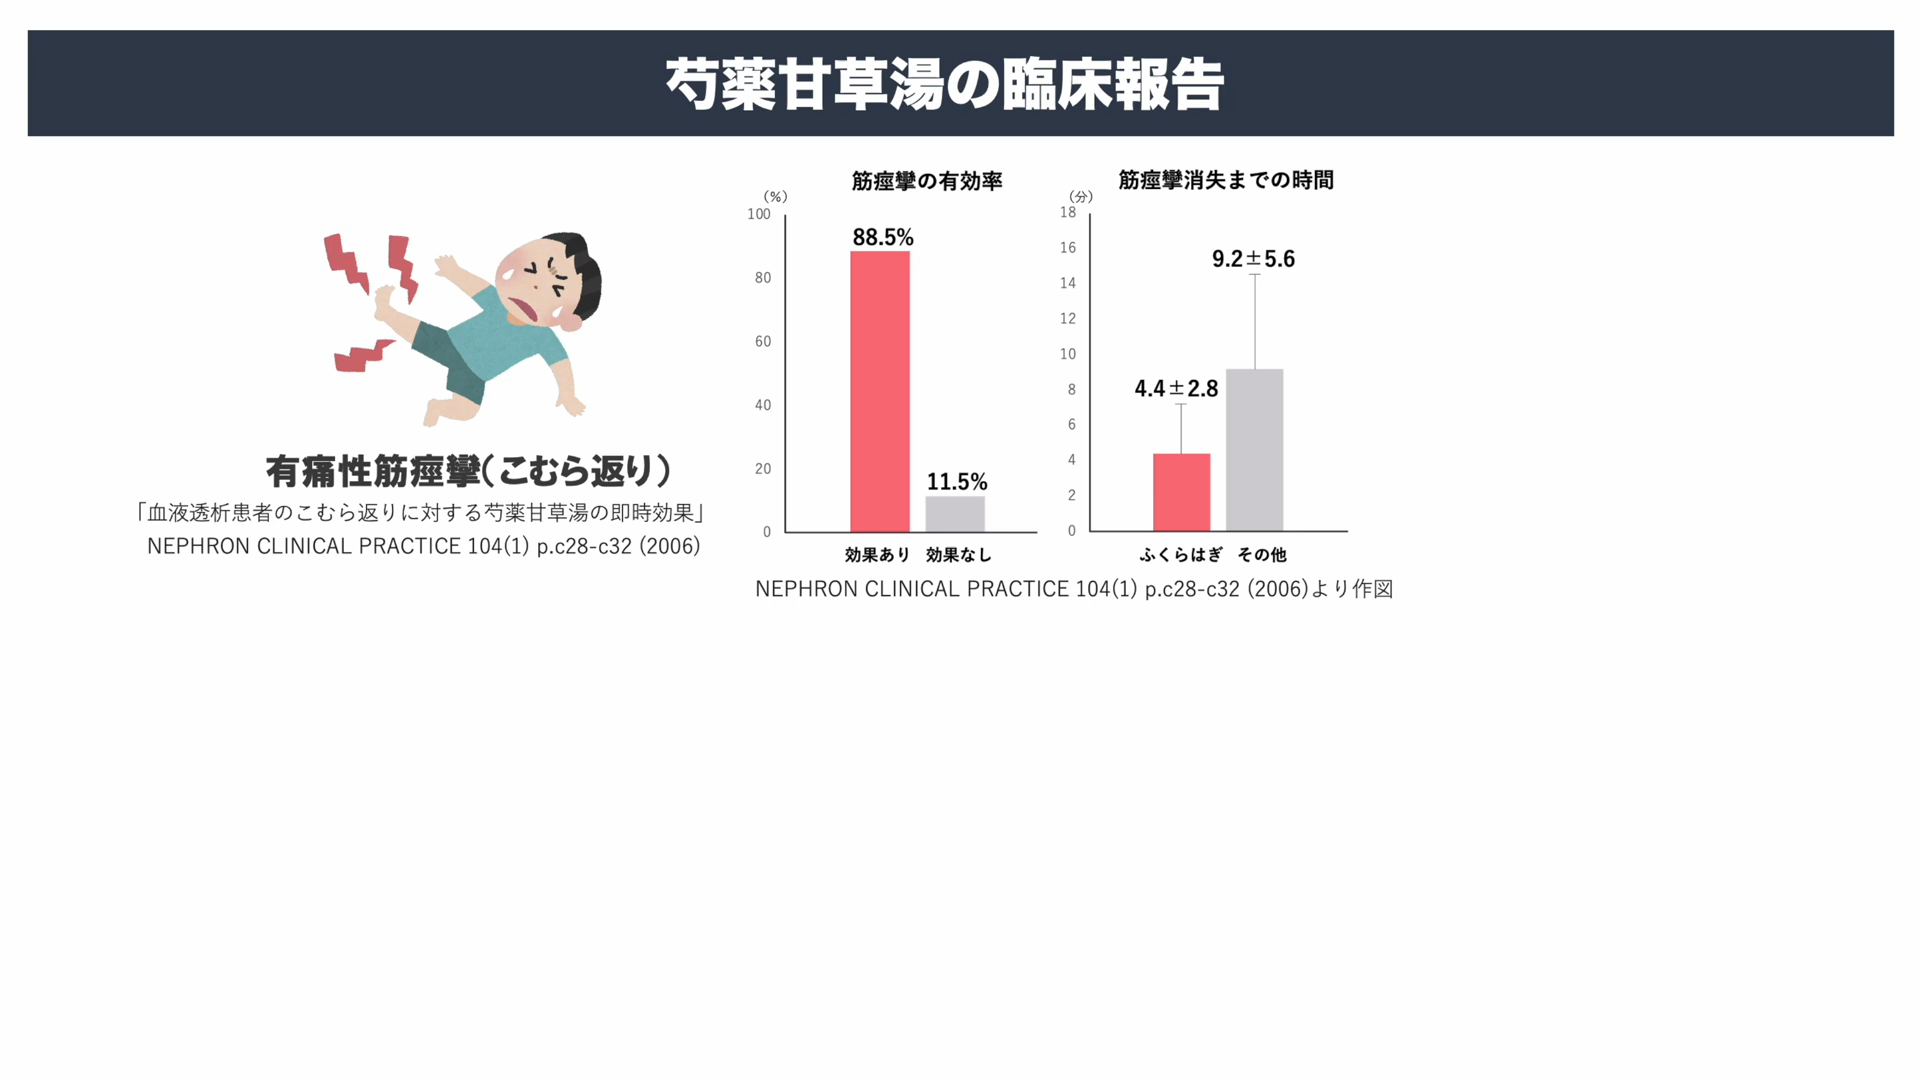 芍薬甘草湯の臨床報告
有痛性筋痙攣（こむら返り）
「血液透析患者のこむら返りに対する芍薬甘草湯の即時効果」
NEPHRON CLINICAL PRACTICE 104(1) p.c28-c32 (2006)
筋痙攣の有効率
(%)
100
80
60
40
20
0
88.5%
11.5%
効果あり 効果なし
筋痙攣消失までの時間
(分)
18
16
14
12
10
8
6
4
2
0
4.4±2.8
9.2±5.6
ふくらはぎ その他
NEPHRON CLINICAL PRACTICE 104(1) p.c28-c32 (2006)より作図